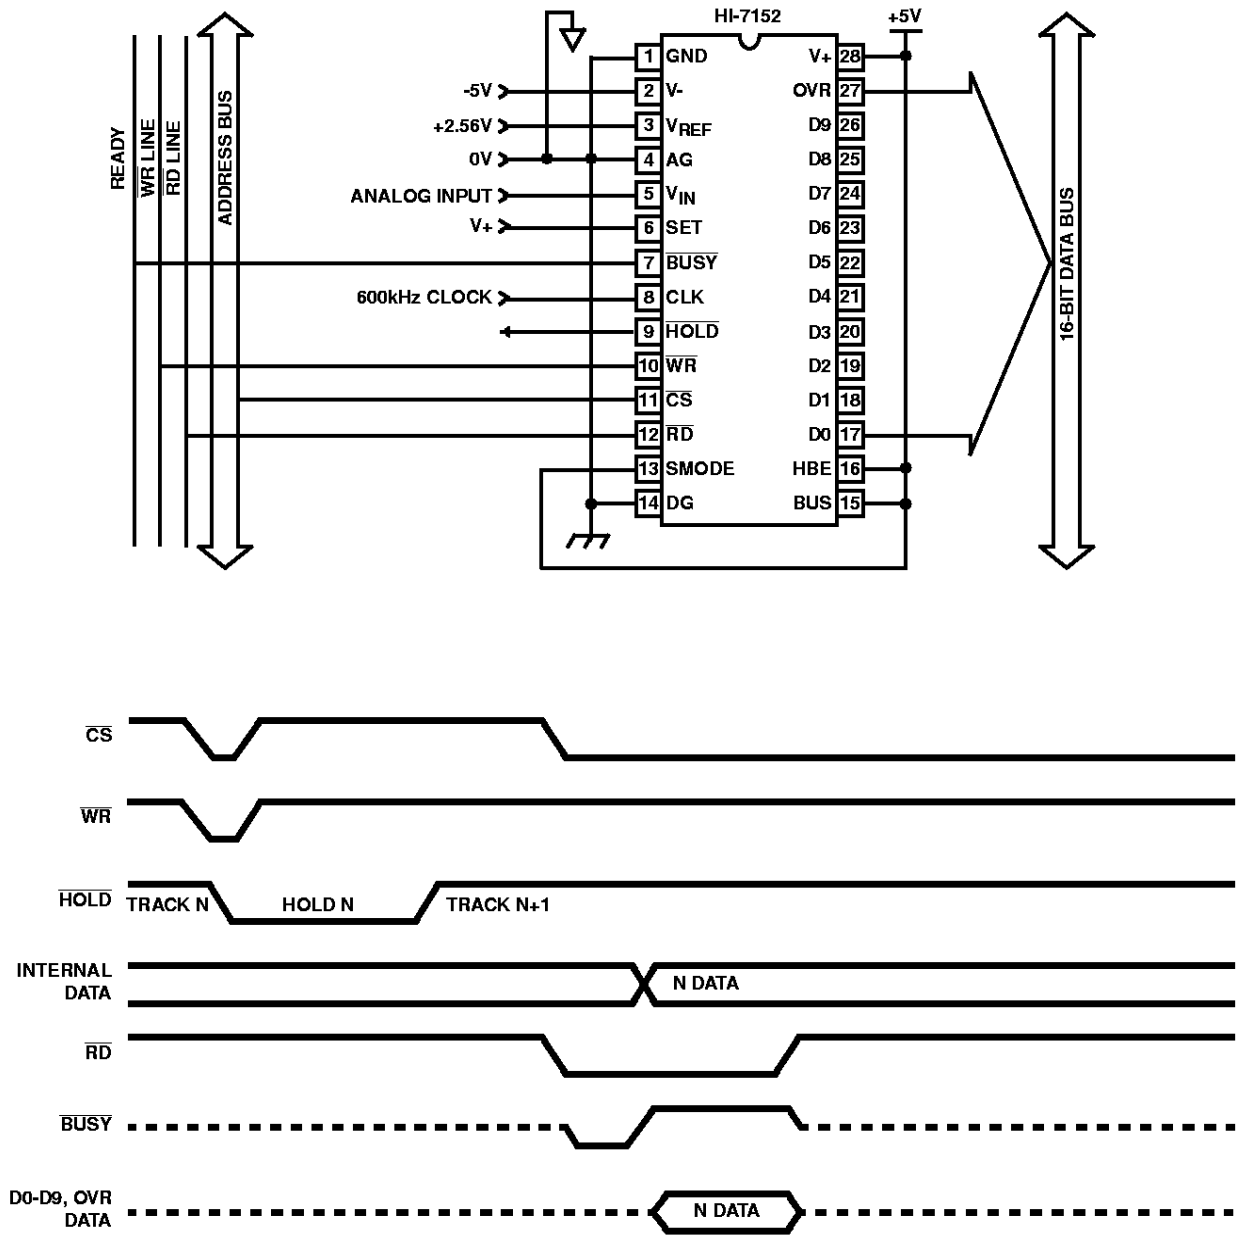 HI-7152
+5V
READY
WR LINE
RD LINE
ADDRESS BUS
-5V
+2.56V
0V
ANALOG INPUT
V+
600kHz CLOCK
1 GND
2 V-
3 VREF
4 AG
5 VIN
6 SET
7 BUSY
8 CLK
9 HOLD
10 WR
11 CS
12 RD
13 SMODE
14 DG
V+ 28
OVR 27
D9 26
D8 25
D7 24
D6 23
D5 22
D4 21
D3 20
D2 19
D1 18
D0 17
HBE 16
BUS 15
16-BIT DATA BUS
CS
WR
HOLD TRACK N HOLD N TRACK N+1
INTERNAL
DATA
N DATA
RD
BUSY
D0-D9, OVR
DATA
N DATA